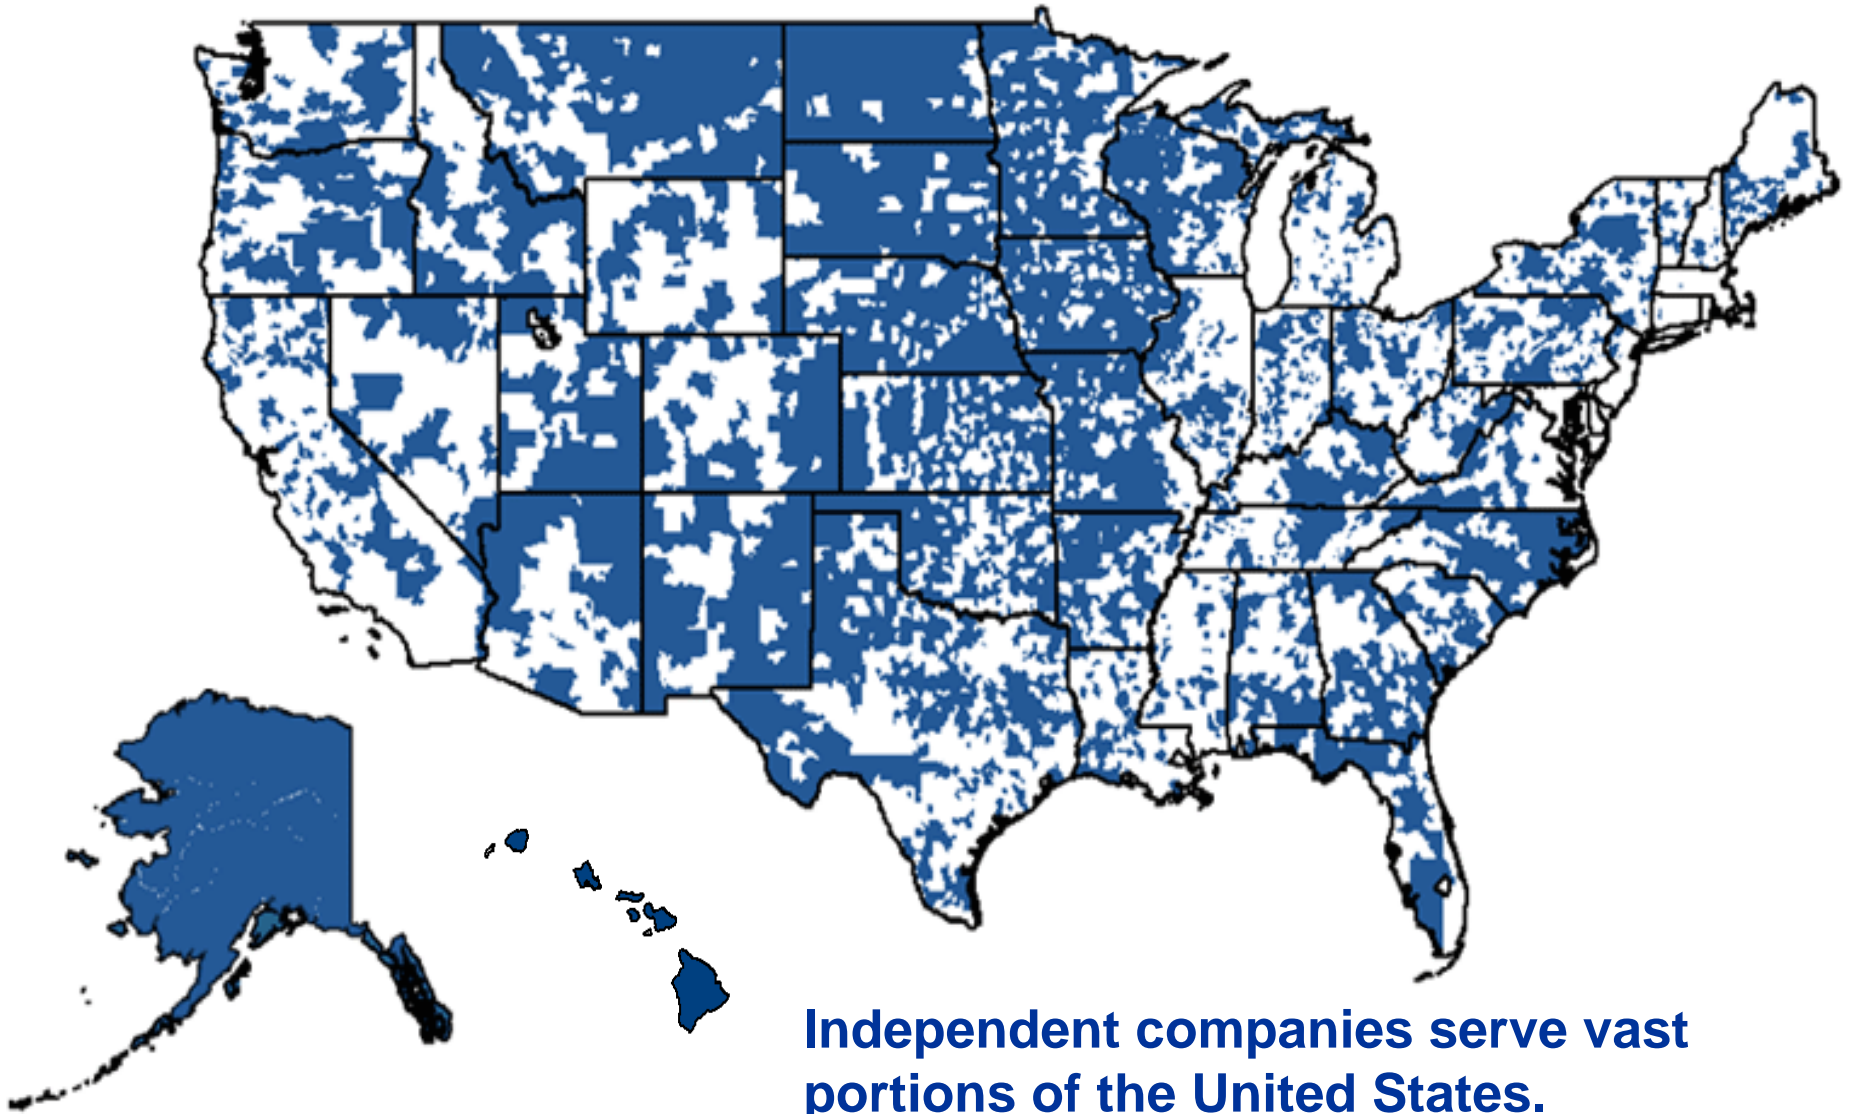 Independent companies serve vast
portions of the United States.